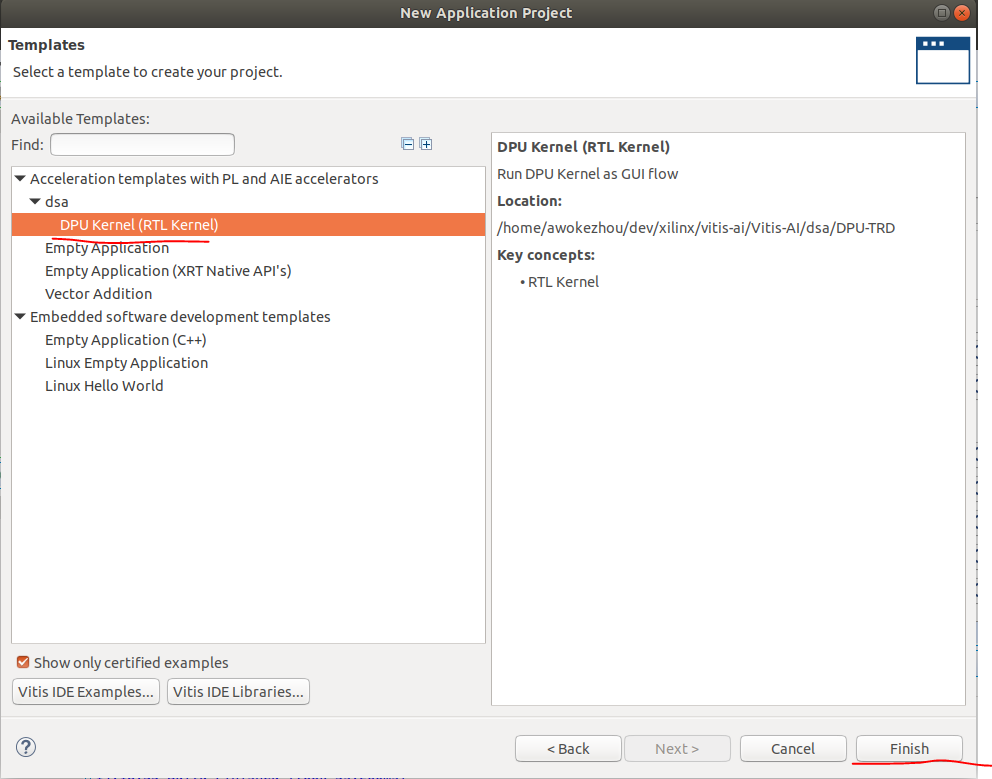 New Application Project
Templates
Select a template to create your project.
Available Templates:
Find:
Acceleration templates with PL and AIE accelerators
dsa
DPU Kernel (RTL Kernel)
Empty Application
Empty Application (XRT Native API's)
Vector Addition
Embedded software development templates
Empty Application (C++)
Linux Empty Application
Linux Hello World
DPU Kernel (RTL Kernel)
Run DPU Kernel as GUI flow
Location:
/home/awokezhou/dev/xilinx/vitis-ai/Vitis-AI/dsa/DPU-TRD
Key concepts:
• RTL Kernel
Show only certified examples
Vitis IDE Examples...
Vitis IDE Libraries...
?
< Back
Next >
Cancel
Finish